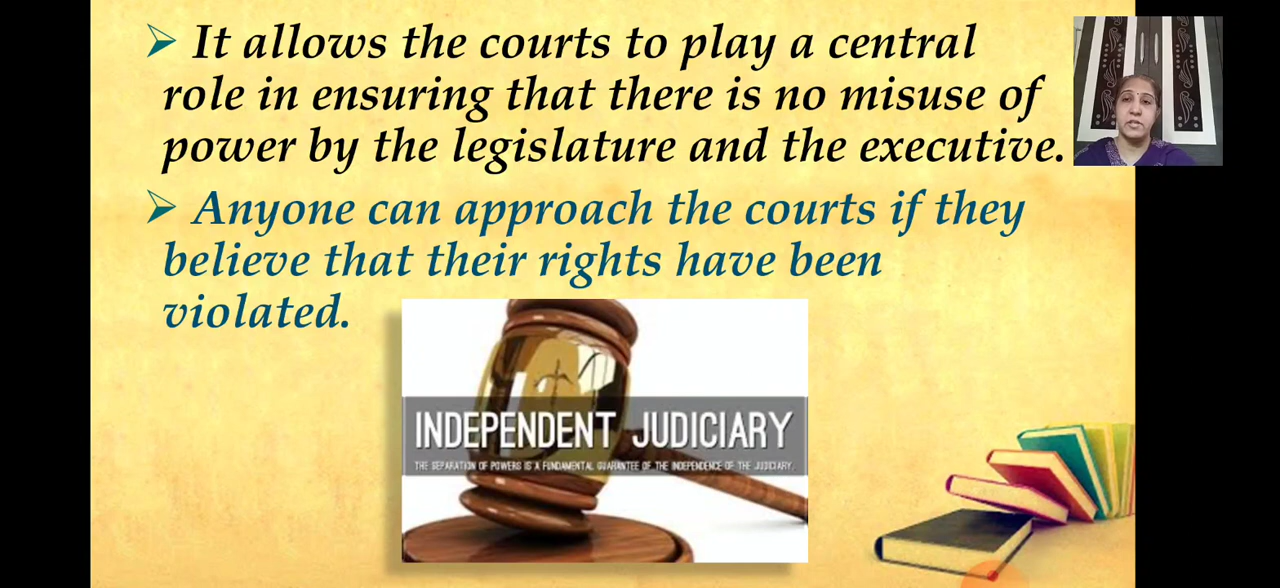 It allows the courts to play a central
role in ensuring that there is no misuse of
power by the legislature and the executive.
Anyone can approach the courts if they
believe that their rights have been
violated.
INDEPENDENT JUDICIARY
THE SEPARATION OF POWERS IS A FUNDAMENTAL GUARANTEE OF THE INDEPENDENCE OF THE JUDICIARY.